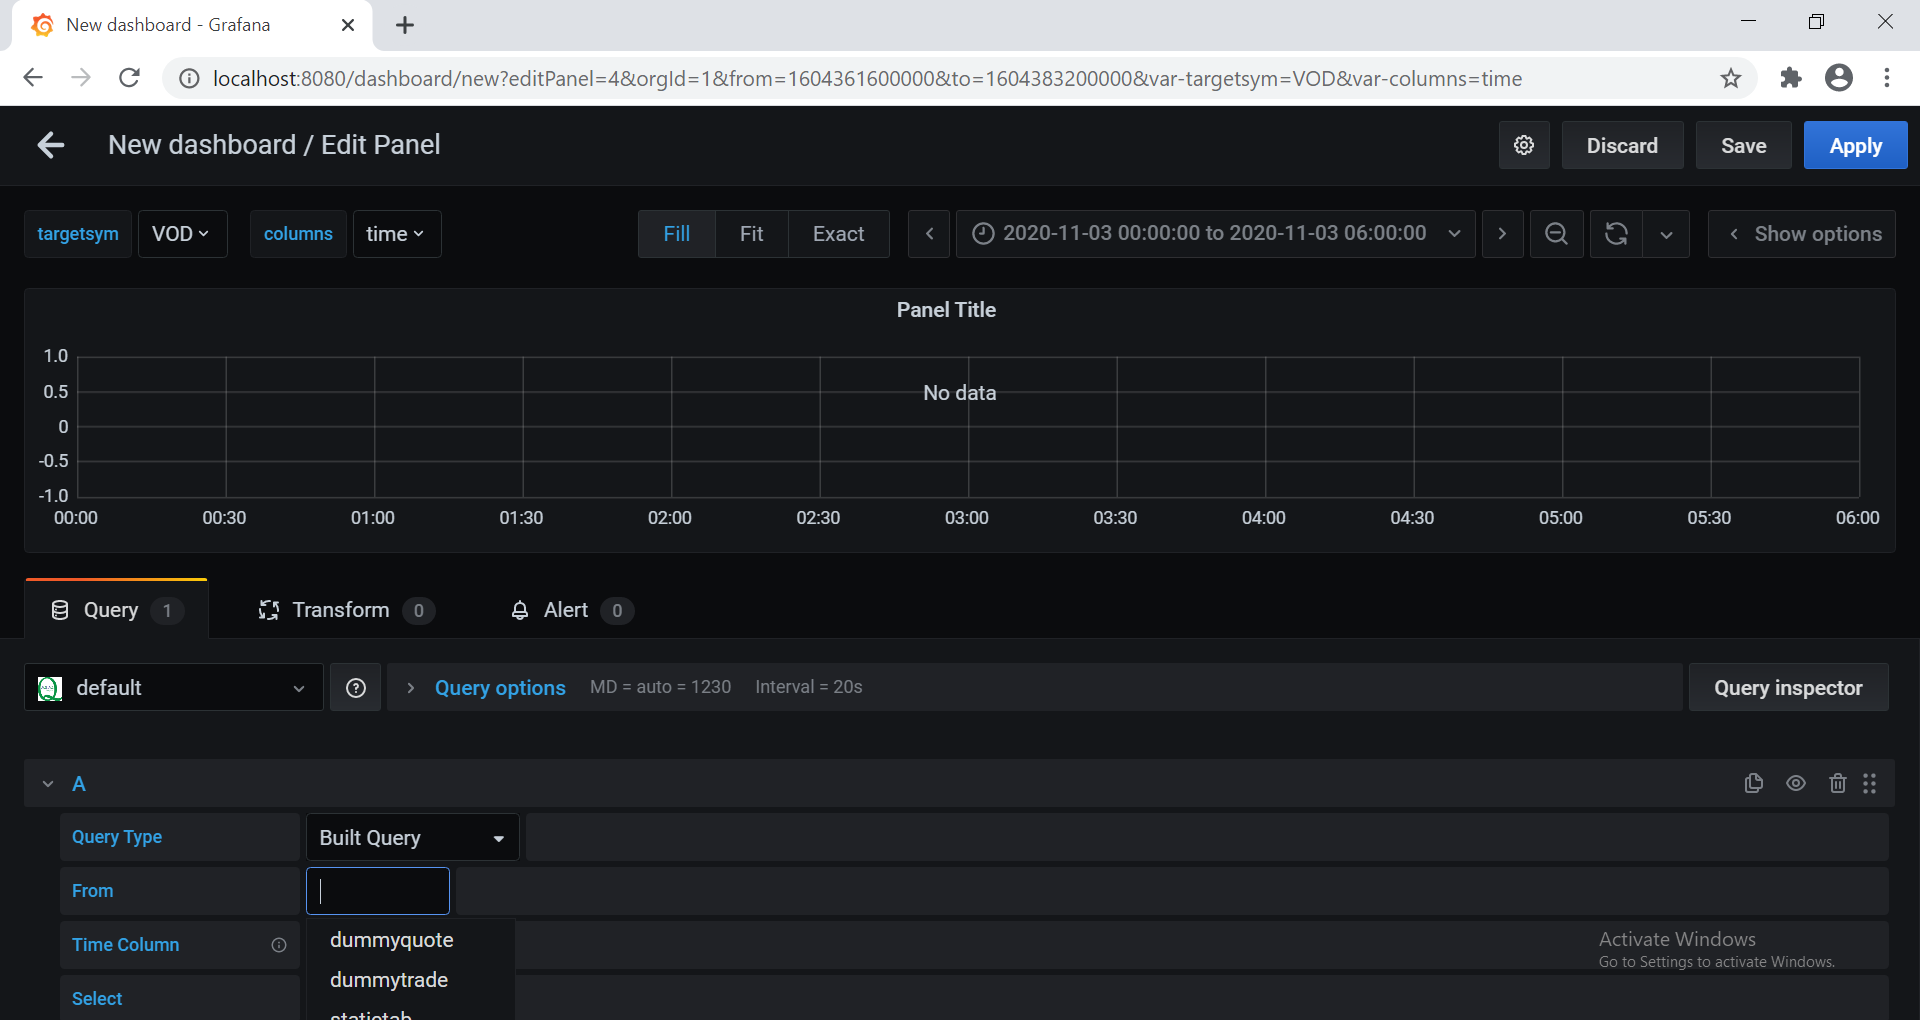 New dashboard - Grafana
localhost:8080/dashboard/new?editPanel=4&orgId=1&from=1604361600000&to=1604383200000&var-targetsym=VOD&var-columns=time
New dashboard / Edit Panel
Discard Save Apply
targetsym VOD columns time Fill Fit Exact 2020-11-03 00:00:00 to 2020-11-03 06:00:00 Show options
Panel Title
1.0
0.5
0
-0.5
-1.0
No data
00:00 00:30 01:00 01:30 02:00 02:30 03:00 03:30 04:00 04:30 05:00 05:30 06:00
Query 1 Transform 0 Alert 0
default Query options MD = auto = 1230 Interval = 20s Query inspector
A
Query Type Built Query
From
dummyquote
Time Column
dummytrade
Select
statictab
Activate Windows
Go to Settings to activate Windows.